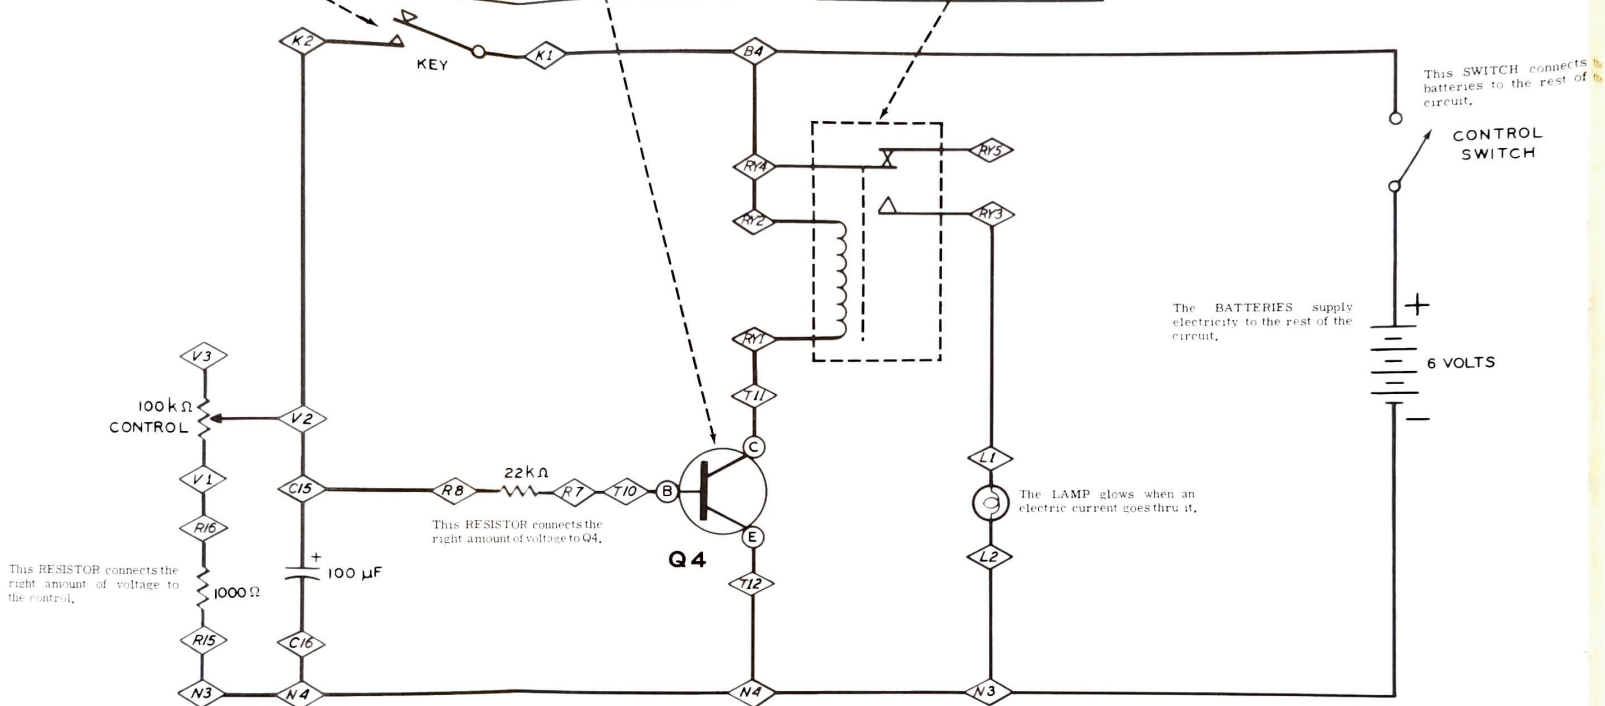 K2
KEY
K1
B4
This SWITCH connects
batteries to the rest of
circuit.
CONTROL
SWITCH
RY5
RY4
RY3
RY2
The BATTERIES supply
electricity to the rest of the
circuit.
+
6 VOLTS
−
RY1
V3
100kΩ
CONTROL
V2
T11
C
V1
C15
R8
22kΩ
R7
T10
B
L1
The LAMP glows when an
electric current goes thru it.
This RESISTOR connects the
right amount of voltage to Q4.
R16
E
Q4
L2
This RESISTOR connects the
right amount of voltage to
the control.
1000Ω
+
100 µF
T12
R15
C16
N3
N4
N4
N3